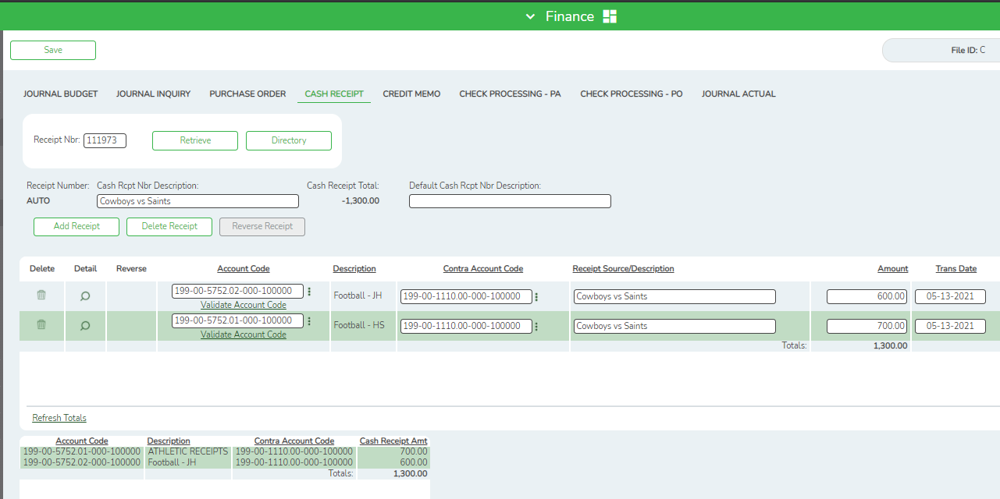 Finance
Save
File ID: C
JOURNAL BUDGET JOURNAL INQUIRY PURCHASE ORDER CASH RECEIPT CREDIT MEMO CHECK PROCESSING - PA CHECK PROCESSING - PO JOURNAL ACTUAL
Receipt Nbr: 111973 Retrieve Directory
Receipt Number: Cash Rcpt Nbr Description: Cash Receipt Total: Default Cash Rcpt Nbr Description:
AUTO Cowboys vs Saints -1,300.00
Add Receipt Delete Receipt Reverse Receipt
Delete Detail Reverse Account Code Description Contra Account Code Receipt Source/Description Amount Trans Date
199-00-5752.02-000-100000 Football - JH 199-00-1110.00-000-100000 Cowboys vs Saints 600.00 05-13-2021
Validate Account Code
199-00-5752.01-000-100000 Football - HS 199-00-1110.00-000-100000 Cowboys vs Saints 700.00 05-13-2021
Validate Account Code
Totals: 1,300.00
Refresh Totals
Account Code Description Contra Account Code Cash Receipt Amt
199-00-5752.01-000-100000 ATHLETIC RECEIPTS 199-00-1110.00-000-100000 700.00
199-00-5752.02-000-100000 Football - JH 199-00-1110.00-000-100000 600.00
Totals: 1,300.00